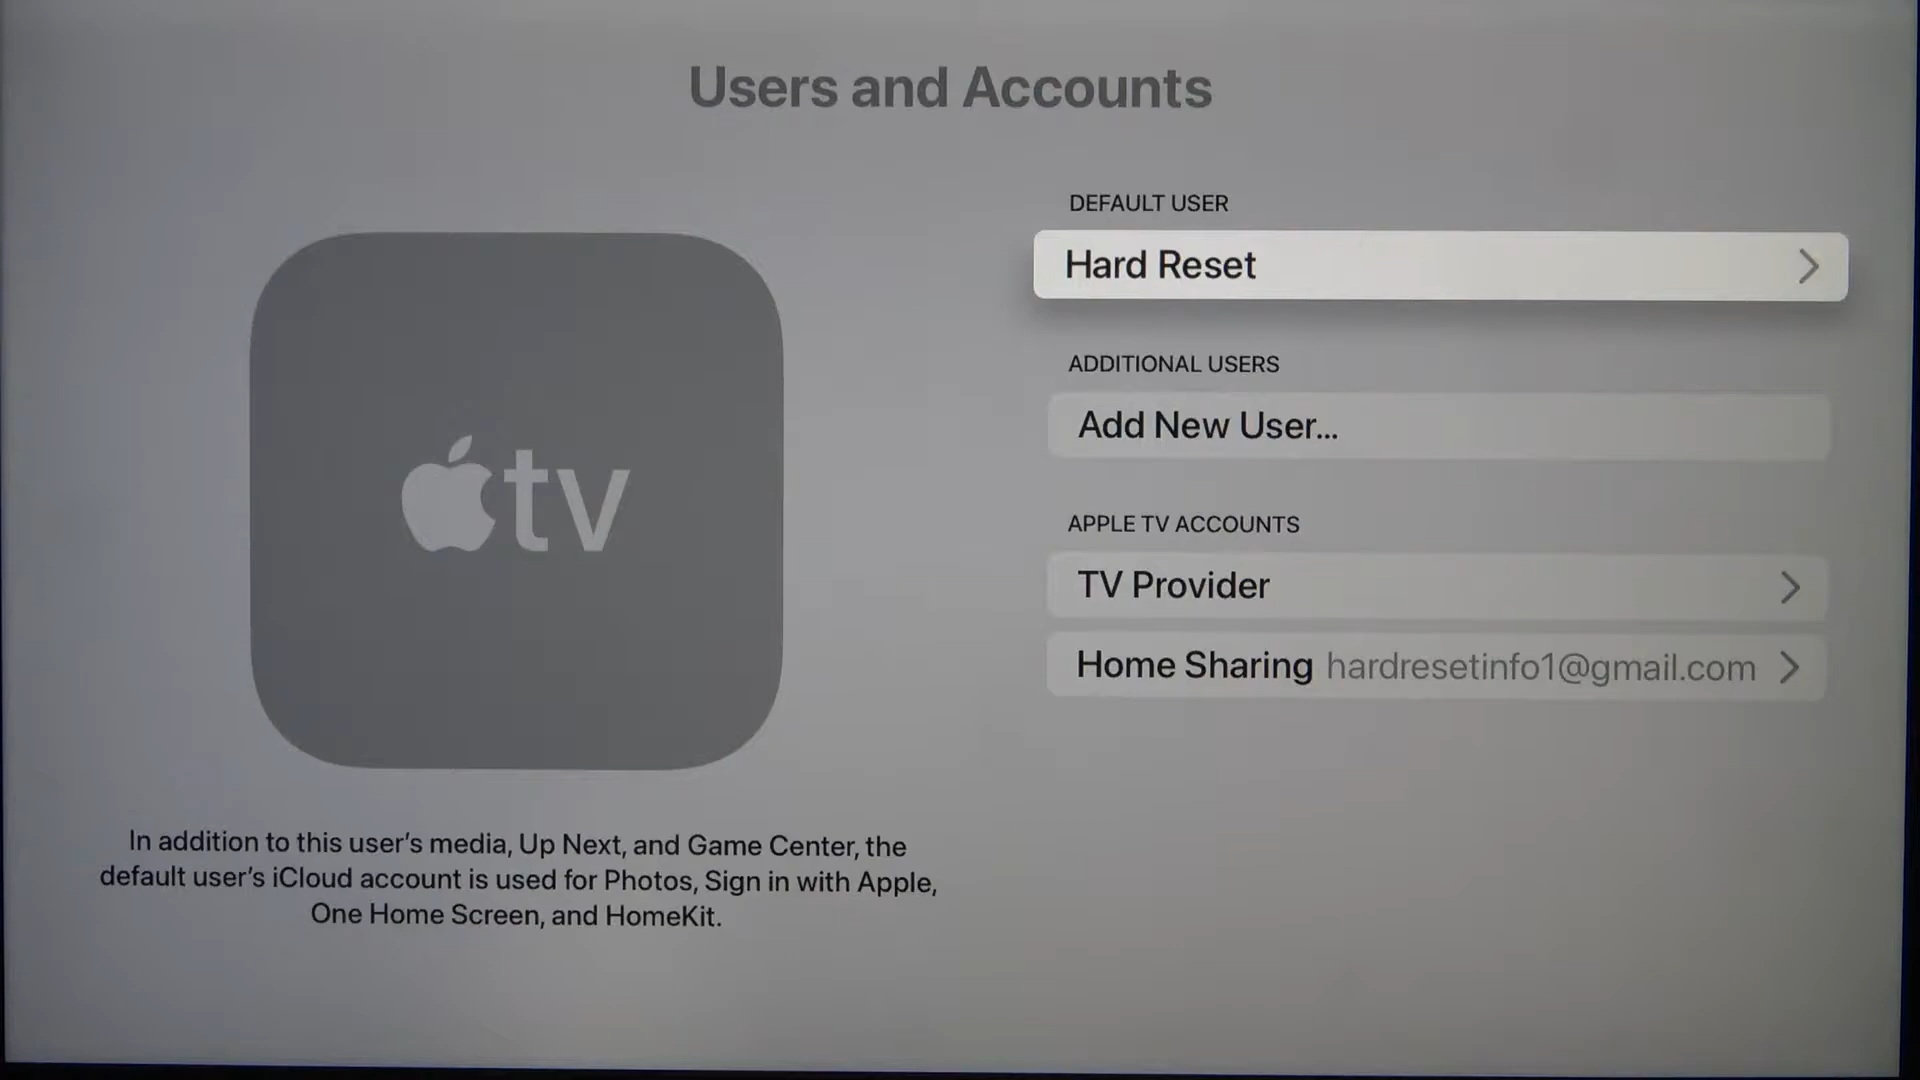 Users and Accounts
DEFAULT USER
Hard Reset
ADDITIONAL USERS
Add New User...
APPLE TV ACCOUNTS
TV Provider
Home Sharing hardresetinfo1@gmail.com
tv
In addition to this user’s media, Up Next, and Game Center, the
default user’s iCloud account is used for Photos, Sign in with Apple,
One Home Screen, and HomeKit.